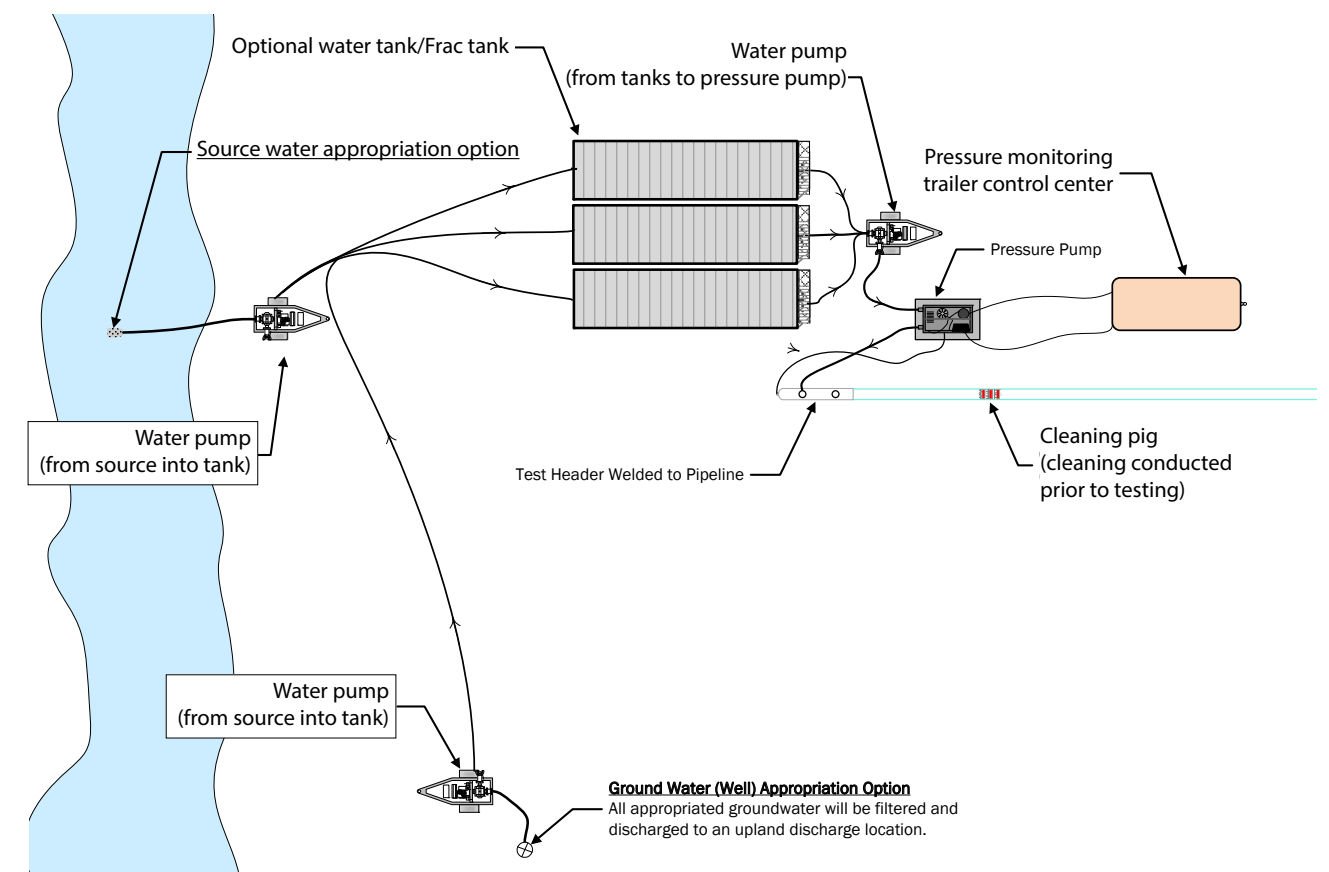 Optional water tank/Frac tank
Water pump
(from tanks to pressure pump)
Source water appropriation option
Pressure monitoring
trailer control center
Pressure Pump
Water pump
(from source into tank)
Cleaning pig
(cleaning conducted
prior to testing)
Test Header Welded to Pipeline
Water pump
(from source into tank)
Ground Water (Well) Appropriation Option
All appropriated groundwater will be filtered and
discharged to an upland discharge location.